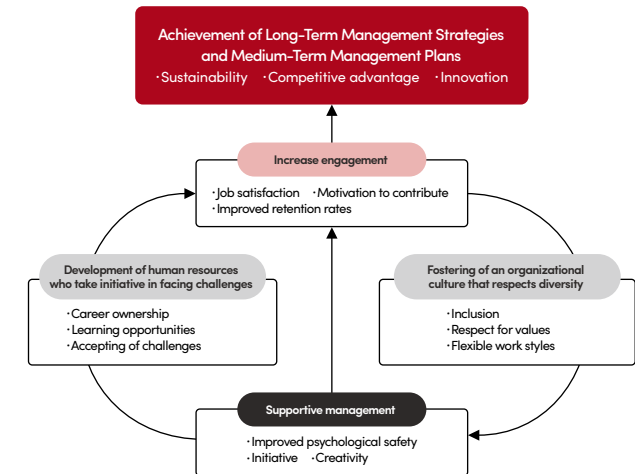 Achievement of Long-Term Management Strategies
and Medium-Term Management Plans
·Sustainability ·Competitive advantage ·Innovation
Increase engagement
·Job satisfaction ·Motivation to contribute
·Improved retention rates
Development of human resources
who take initiative in facing challenges
·Career ownership
·Learning opportunities
·Accepting of challenges
Fostering of an organizational
culture that respects diversity
·Inclusion
·Respect for values
·Flexible work styles
Supportive management
·Improved psychological safety
·Initiative ·Creativity